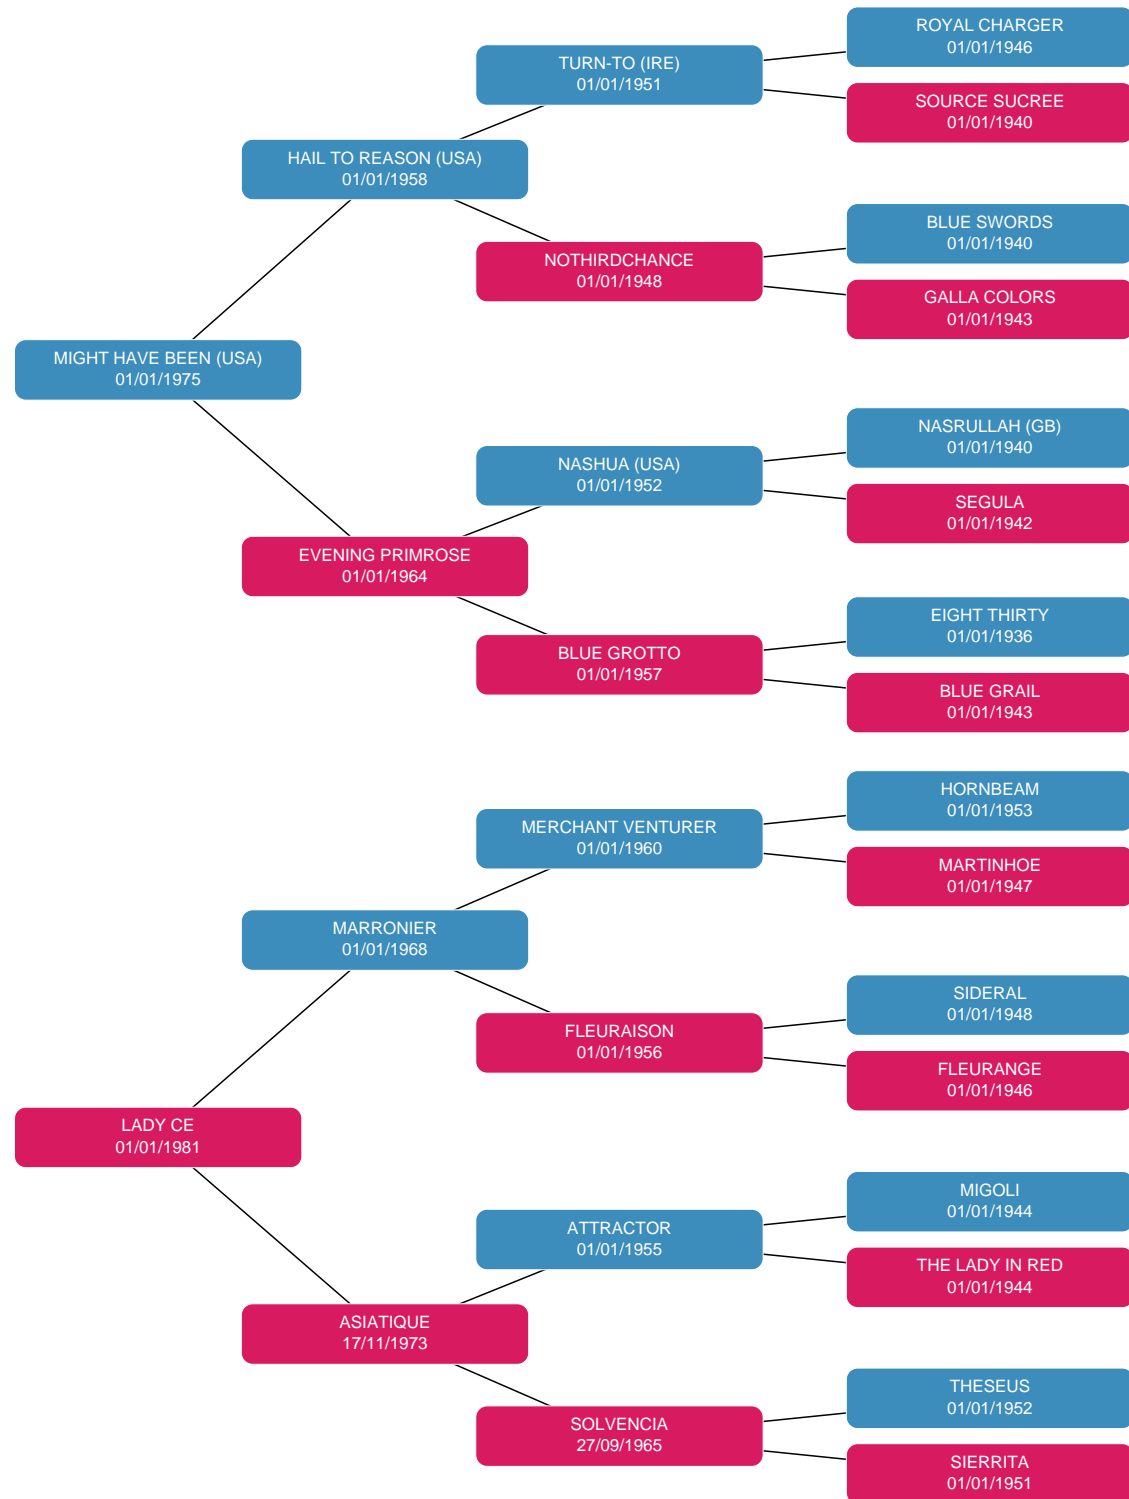 ROYAL CHARGER
01/01/1946
TURN-TO (IRE)
01/01/1951
SOURCE SUCREE
01/01/1940
HAIL TO REASON (USA)
01/01/1958
BLUE SWORDS
01/01/1940
NOTHIRDCHANCE
01/01/1948
GALLA COLORS
01/01/1943
MIGHT HAVE BEEN (USA)
01/01/1975
NASRULLAH (GB)
01/01/1940
NASHUA (USA)
01/01/1952
SEGULA
01/01/1942
EVENING PRIMROSE
01/01/1964
EIGHT THIRTY
01/01/1936
BLUE GROTTO
01/01/1957
BLUE GRAIL
01/01/1943
HORNBEAM
01/01/1953
MERCHANT VENTURER
01/01/1960
MARTINHOE
01/01/1947
MARRONIER
01/01/1968
SIDERAL
01/01/1948
FLEURAISON
01/01/1956
FLEURANGE
01/01/1946
LADY CE
01/01/1981
MIGOLI
01/01/1944
ATTRACTOR
01/01/1955
THE LADY IN RED
01/01/1944
ASIATIQUE
17/11/1973
THESEUS
01/01/1952
SOLVENCIA
27/09/1965
SIERRITA
01/01/1951